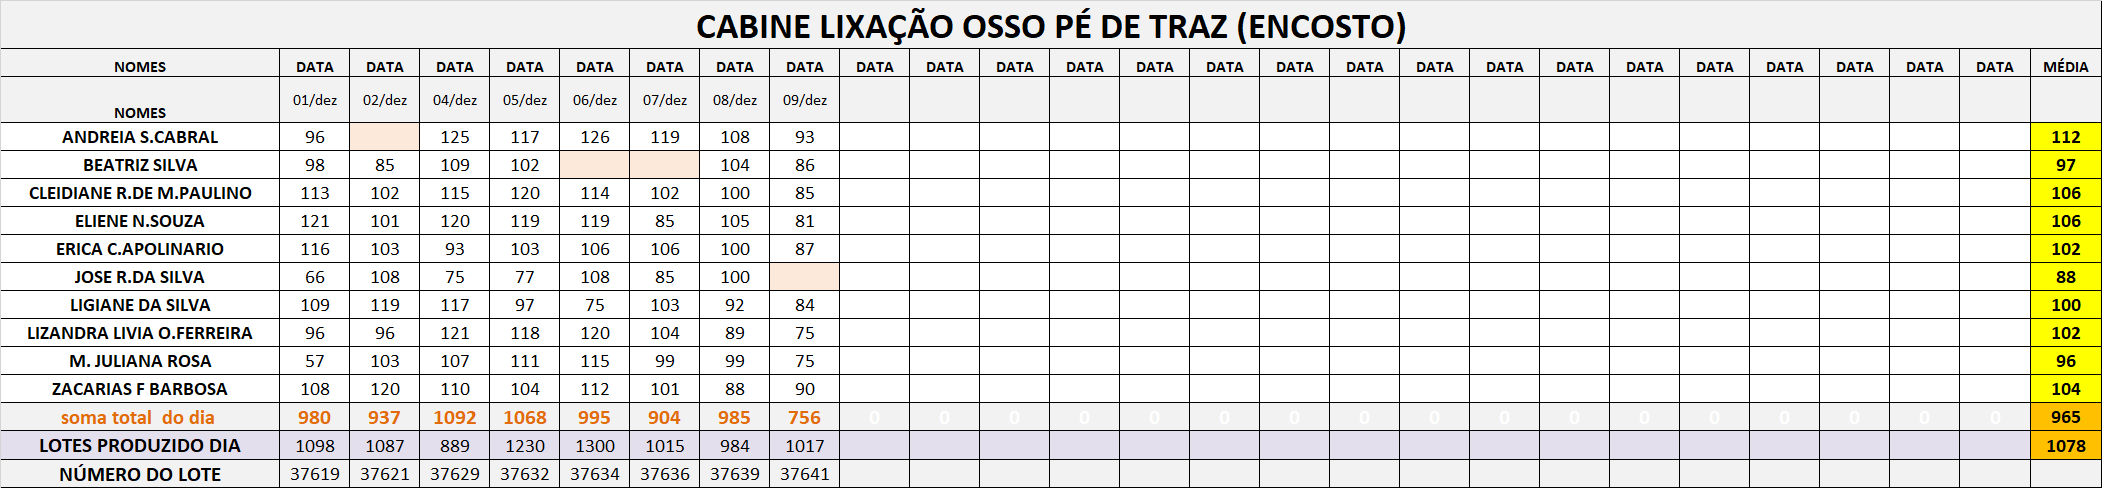 CABINE LIXAÇÃO OSSO PÉ DE TRAZ (ENCOSTO)
NOMES DATA DATA DATA DATA DATA DATA DATA DATA DATA DATA DATA DATA DATA DATA DATA DATA DATA DATA DATA DATA DATA DATA DATA DATA DATA MÉDIA
NOMES 01/dez 02/dez 04/dez 05/dez 06/dez 07/dez 08/dez 09/dez
ANDREIA S.CABRAL 96 125 117 126 119 108 93 112
BEATRIZ SILVA 98 85 109 102 104 86 97
CLEIDIANE R.DE M.PAULINO 113 102 115 120 114 102 100 85 106
ELIENE N.SOUZA 121 101 120 119 119 85 105 81 106
ERICA C.APOLINARIO 116 103 93 103 106 106 100 87 102
JOSE R.DA SILVA 66 108 75 77 108 85 100 88
LIGIANE DA SILVA 109 119 117 97 75 103 92 84 100
LIZANDRA LIVIA O.FERREIRA 96 96 121 118 120 104 89 75 102
M. JULIANA ROSA 57 103 107 111 115 99 99 75 96
ZACARIAS F BARBOSA 108 120 110 104 112 101 88 90 104
soma total do dia 980 937 1092 1068 995 904 985 756 0 0 0 0 0 0 0 0 0 0 0 0 0 0 0 0 0 965
LOTES PRODUZIDO DIA 1098 1087 889 1230 1300 1015 984 1017 1078
NÚMERO DO LOTE 37619 37621 37629 37632 37634 37636 37639 37641